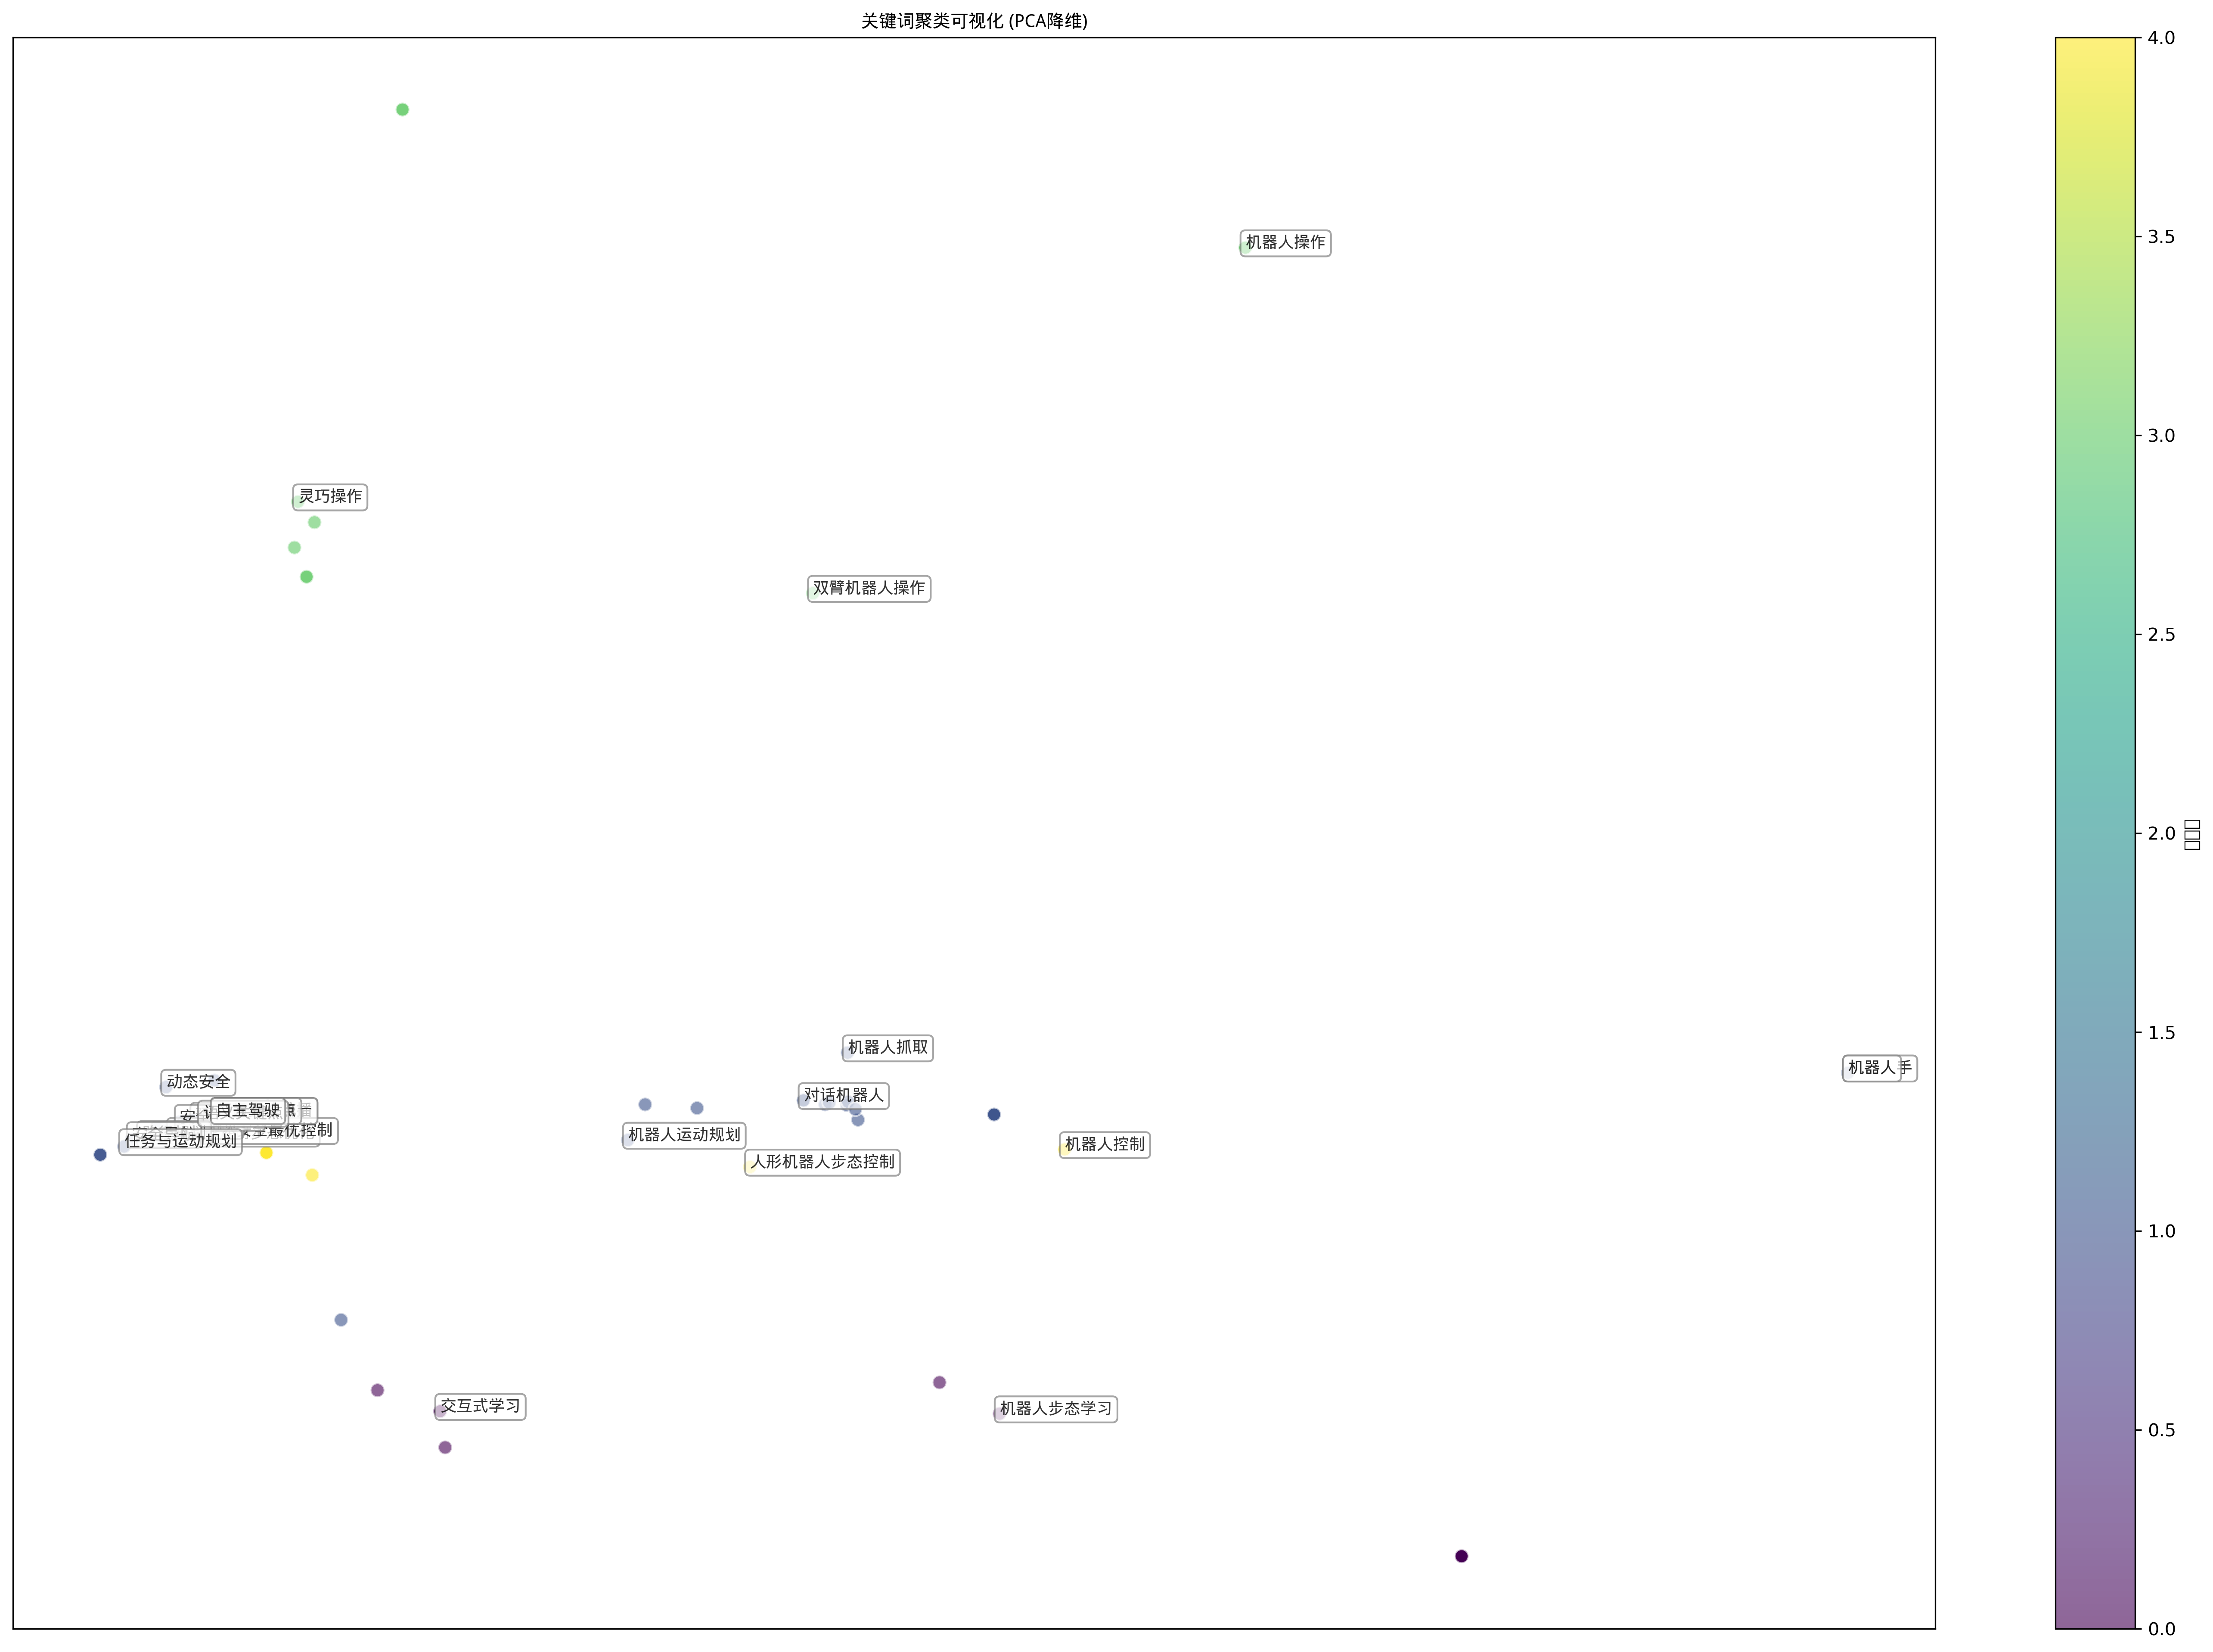 关键词聚类可视化 (PCA降维)
4.0
机器人操作
3.5
3.0
灵巧操作
双臂机器人操作
2.5
2.0
1.5
机器人抓取
机器人手
机器人
动态安全
对话机器人
自主驾驶
最优控制
机器人运动规划
任务与运动规划
机器人控制
人形机器人步态控制
1.0
交互式学习
机器人步态学习
0.5
0.0